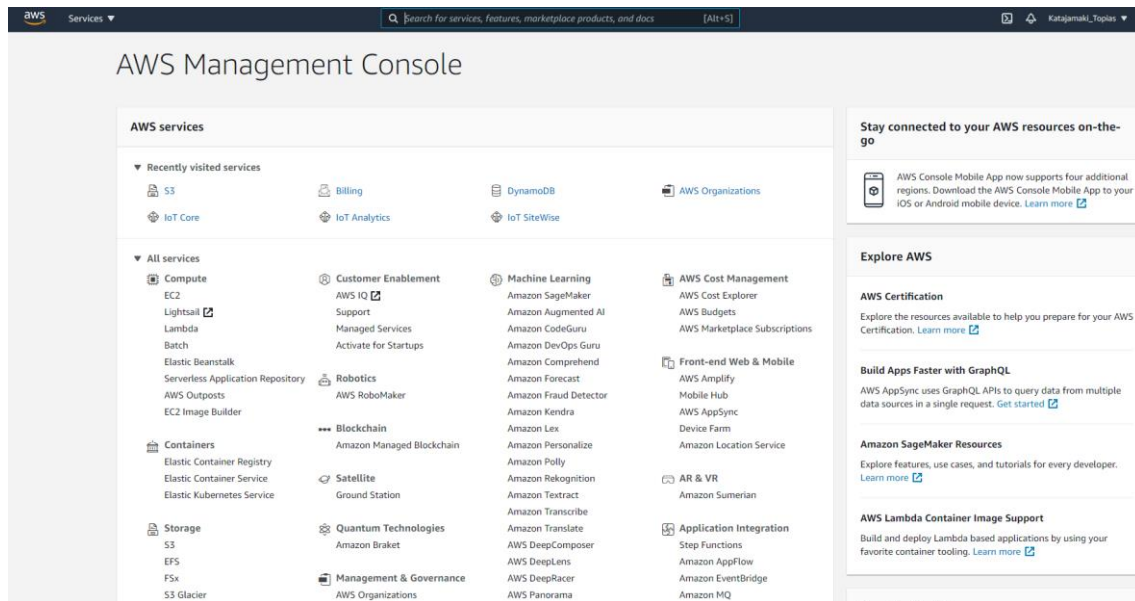 aws
Services ▼
Search for services, features, marketplace products, and docs
[Alt+S]
Katajamaki_Topias ▼
AWS Management Console
AWS services
▼ Recently visited services
S3
Billing
DynamoDB
AWS Organizations
IoT Core
IoT Analytics
IoT SiteWise
▼ All services
Compute
EC2
Lightsail
Lambda
Batch
Elastic Beanstalk
Serverless Application Repository
AWS Outposts
EC2 Image Builder
Containers
Elastic Container Registry
Elastic Container Service
Elastic Kubernetes Service
Storage
S3
EFS
FSx
S3 Glacier
Customer Enablement
AWS IQ
Support
Managed Services
Activate for Startups
Robotics
AWS RoboMaker
Blockchain
Amazon Managed Blockchain
Satellite
Ground Station
Quantum Technologies
Amazon Braket
Management & Governance
AWS Organizations
Machine Learning
Amazon SageMaker
Amazon Augmented AI
Amazon CodeGuru
Amazon DevOps Guru
Amazon Comprehend
Amazon Forecast
Amazon Fraud Detector
Amazon Kendra
Amazon Lex
Amazon Personalize
Amazon Polly
Amazon Rekognition
Amazon Textract
Amazon Transcribe
Amazon Translate
AWS DeepComposer
AWS DeepLens
AWS DeepRacer
AWS Panorama
AWS Cost Management
AWS Cost Explorer
AWS Budgets
AWS Marketplace Subscriptions
Front-end Web & Mobile
AWS Amplify
Mobile Hub
AWS AppSync
Device Farm
Amazon Location Service
AR & VR
Amazon Sumerian
Application Integration
Step Functions
Amazon AppFlow
Amazon EventBridge
Amazon MQ
Stay connected to your AWS resources on-the-
go
AWS Console Mobile App now supports four additional
regions. Download the AWS Console Mobile App to your
iOS or Android mobile device. Learn more
Explore AWS
AWS Certification
Explore the resources available to help you prepare for your AWS
Certification. Learn more
Build Apps Faster with GraphQL
AWS AppSync uses GraphQL APIs to query data from multiple
data sources in a single request. Get started
Amazon SageMaker Resources
Explore features, use cases, and tutorials for every developer.
Learn more
AWS Lambda Container Image Support
Build and deploy Lambda based applications by using your
favorite container tooling. Learn more